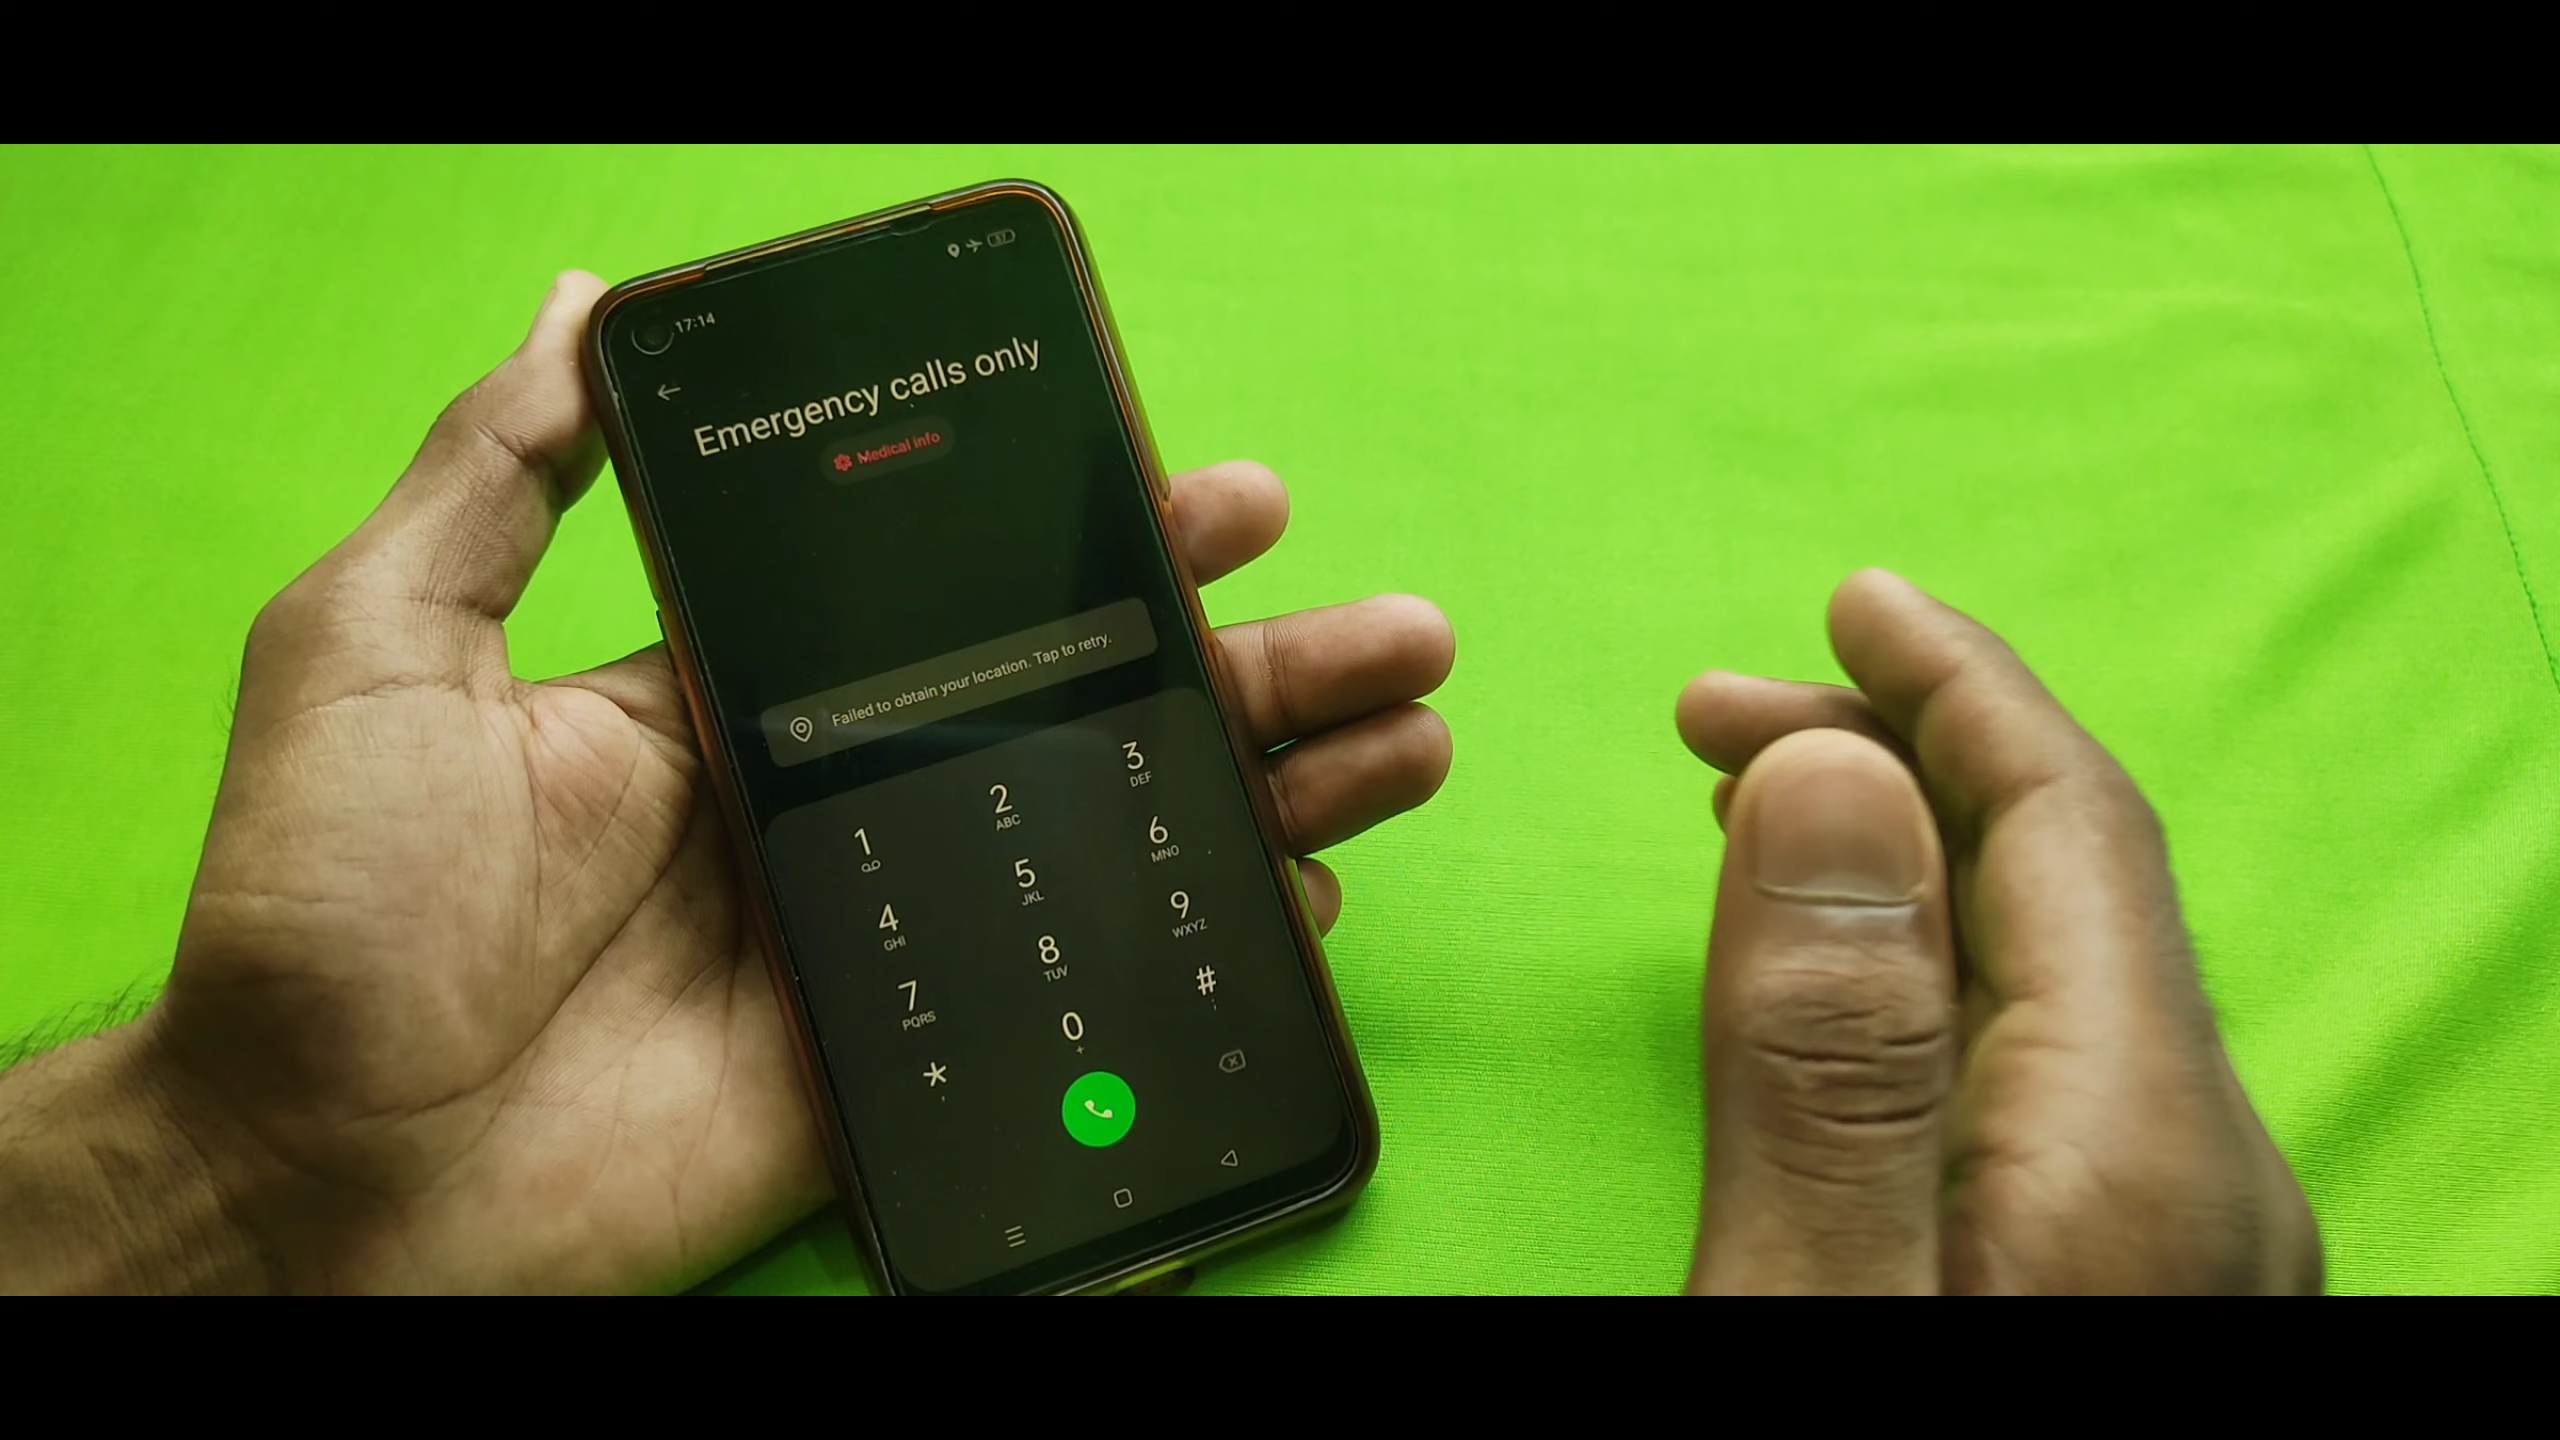 17:14
57
Emergency calls only
Medical info
Failed to obtain your location. Tap to retry.
1
2
ABC
3
DEF
4
GHI
5
JKL
6
MNO
7
PQRS
8
TUV
9
WXYZ
*
,
0
+
#
;